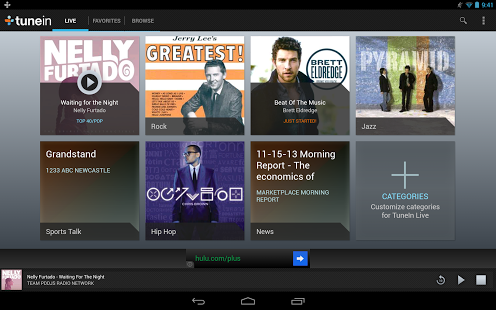 tunein
LIVE
FAVORITES
BROWSE
9:41
NELLY
FURTADO
Waiting for the Night
Nelly Furtado
TOP 40/POP
Jerry Lee's
GREATEST!
Rock
BRETT
ELDREDGE
Beat Of The Music
Brett Eldredge
JUST STARTED!
PYRAMID
Jazz
Grandstand
1233 ABC NEWCASTLE
Sports Talk
Hip Hop
11-15-13 Morning
Report - The
economics of
MARKETPLACE MORNING
REPORT
News
CATEGORIES
Customize categories
for TuneIn Live
hulu.com/plus
NELLY
Nelly Furtado - Waiting For The Night
TEAM PDDJS RADIO NETWORK